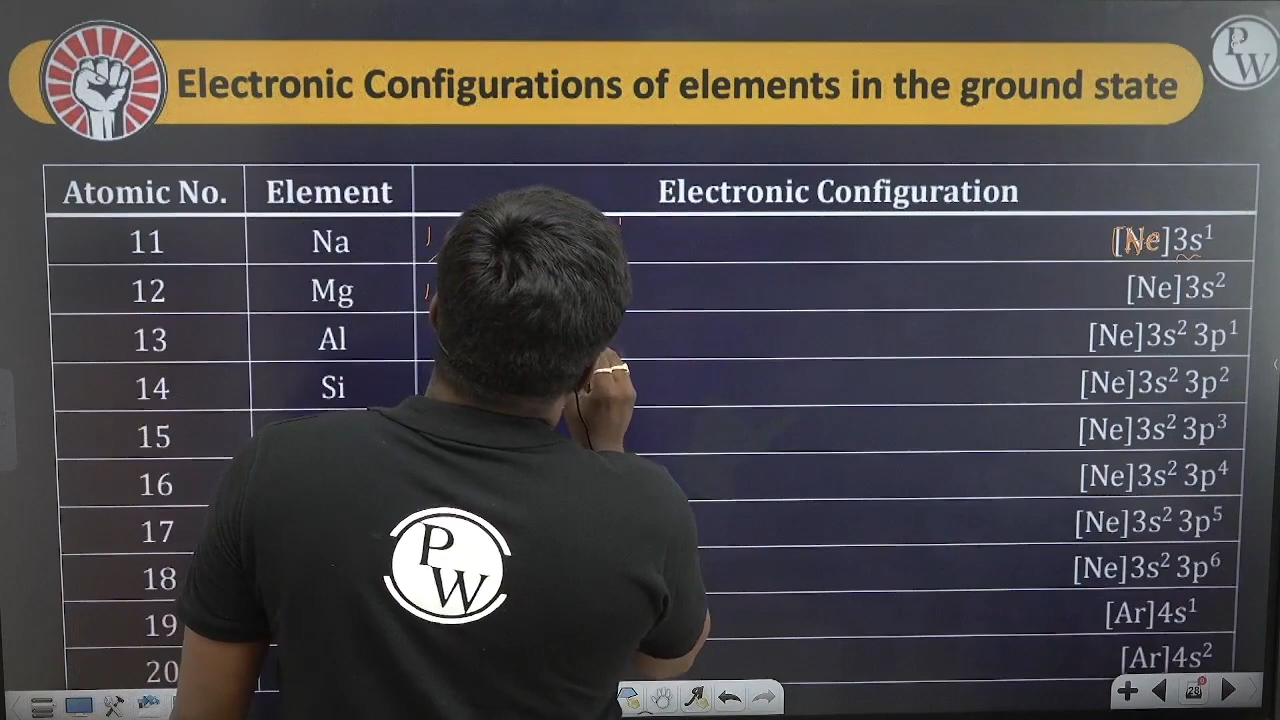 P
W
Electronic Configurations of elements in the ground state
Atomic No. Element Electronic Configuration
11 Na [Ne]3s¹
12 Mg [Ne]3s²
13 Al [Ne]3s² 3p¹
14 Si [Ne]3s² 3p²
15 [Ne]3s² 3p³
16 [Ne]3s² 3p⁴
17 [Ne]3s² 3p⁵
18 [Ne]3s² 3p⁶
19 [Ar]4s¹
20 [Ar]4s²
P
W
28